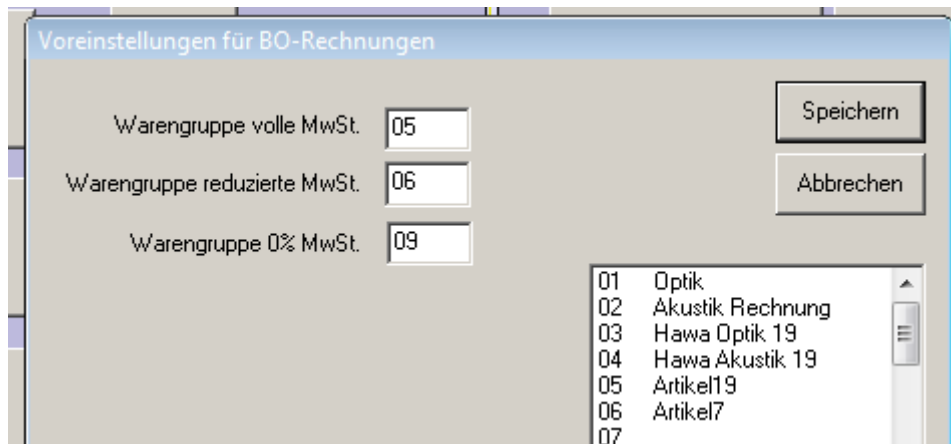 Voreinstellungen für BO-Rechnungen
Warengruppe volle MwSt. 05
Speichern
Warengruppe reduzierte MwSt. 06
Abbrechen
Warengruppe 0% MwSt. 09
01 Optik
02 Akustik Rechnung
03 Hawa Optik 19
04 Hawa Akustik 19
05 Artikel19
06 Artikel7
07